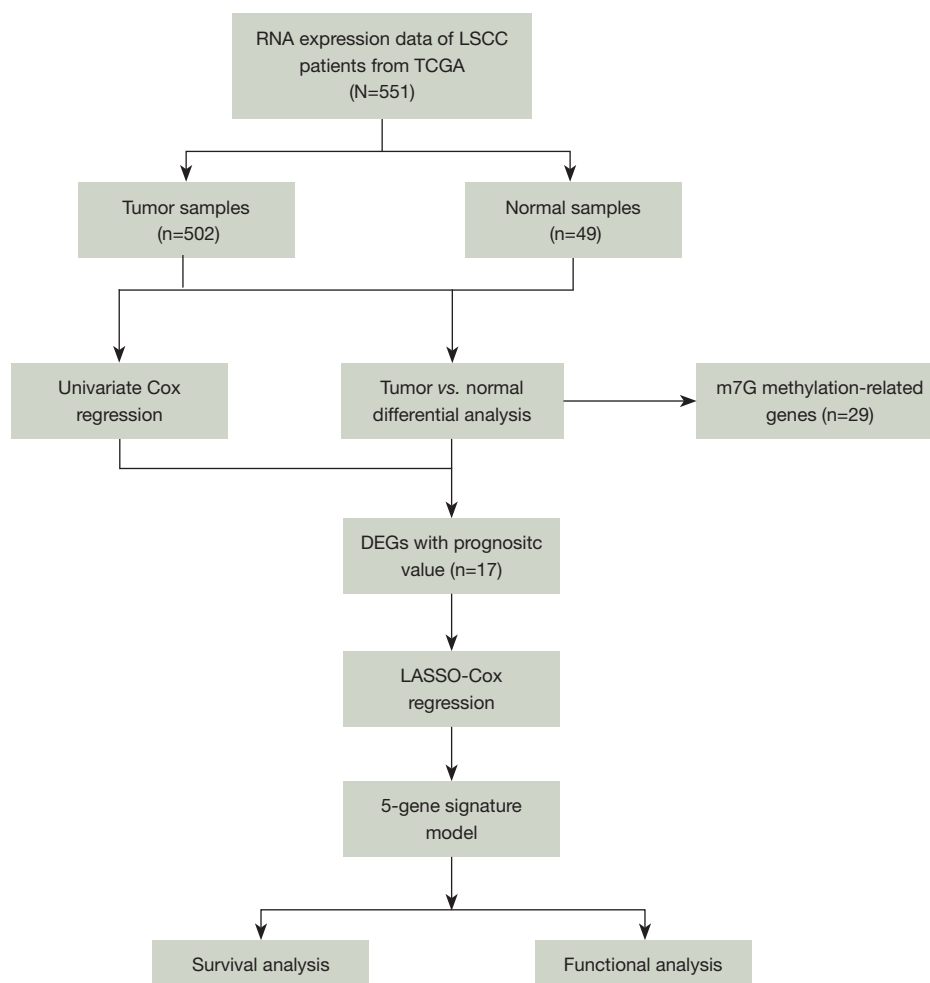 RNA expression data of LSCC
patients from TCGA
(N=551)
Tumor samples
(n=502)
Normal samples
(n=49)
Univariate Cox
regression
Tumor vs. normal
differential analysis
m7G methylation-related
genes (n=29)
DEGs with prognositc
value (n=17)
LASSO-Cox
regression
5-gene signature
model
Survival analysis
Functional analysis